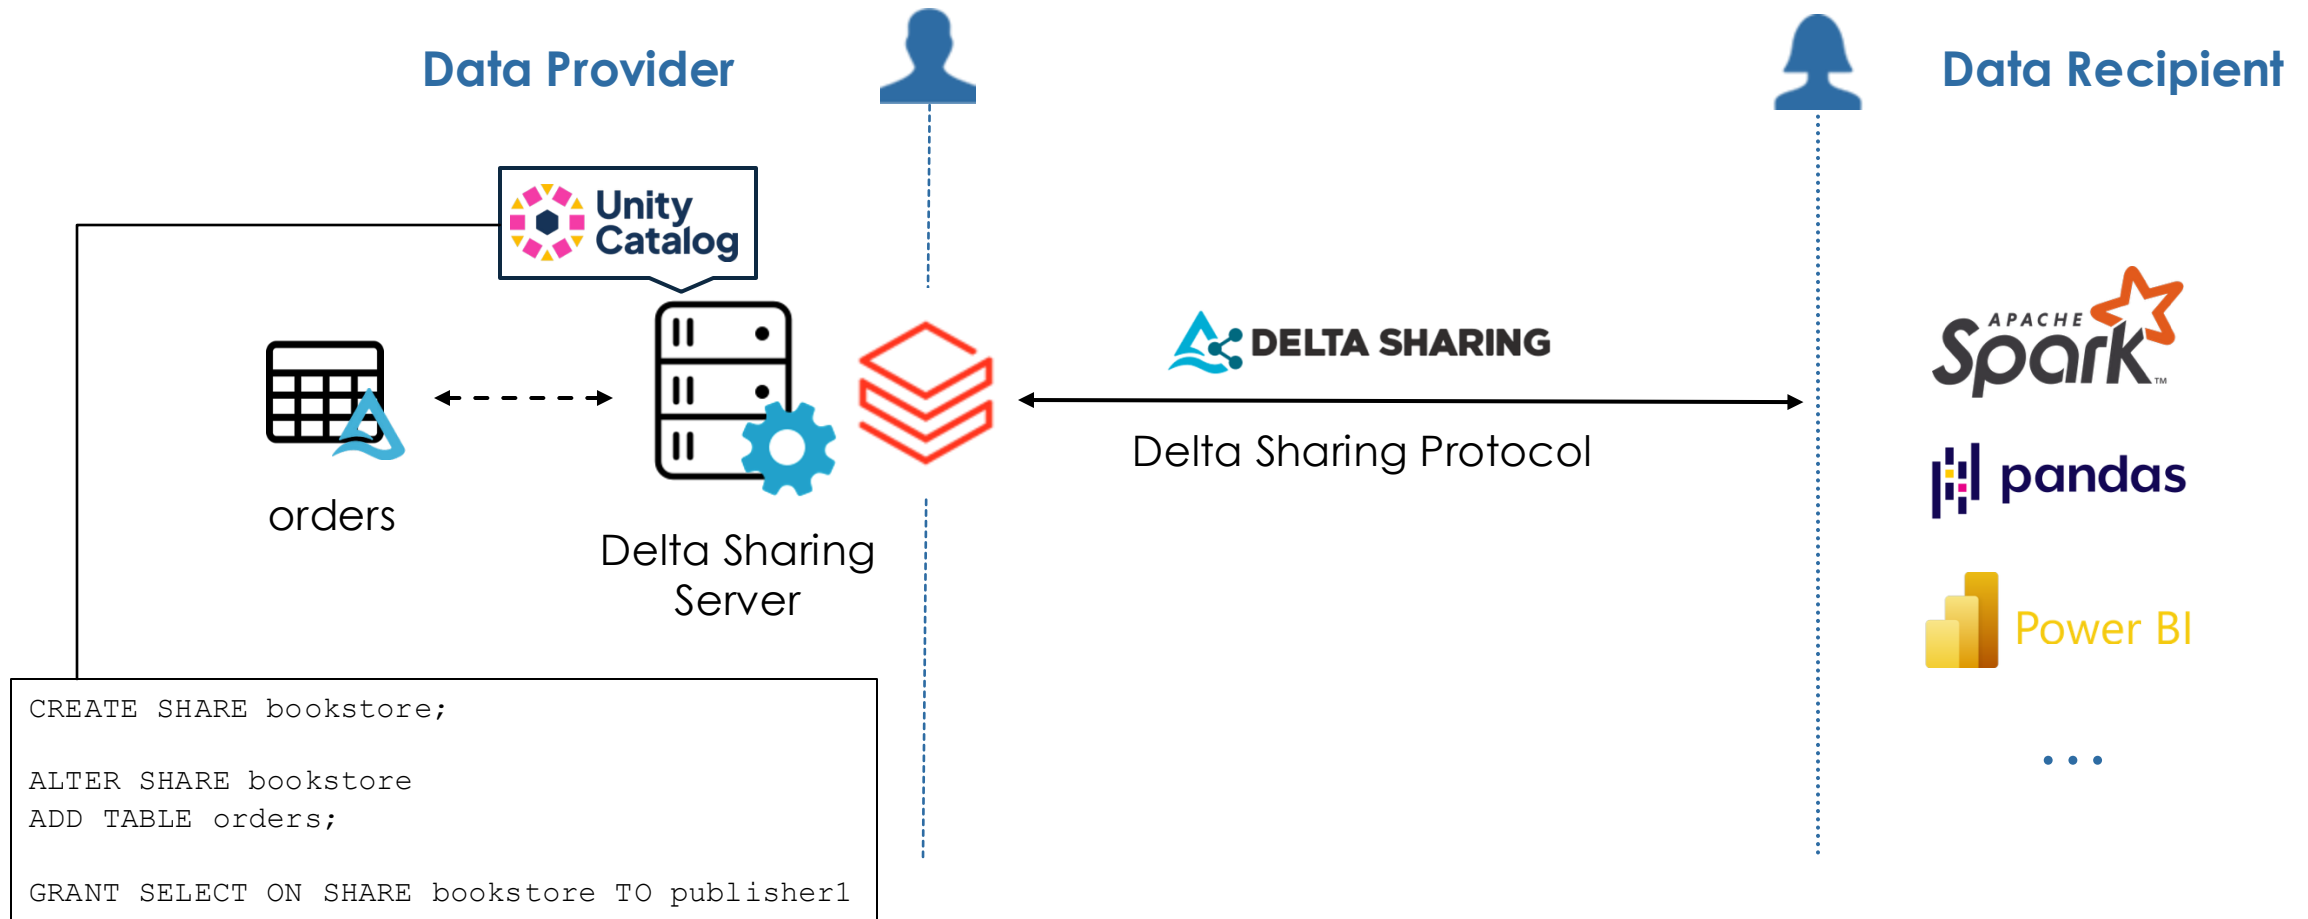 Data Provider
Data Recipient
Unity
Catalog
DELTA SHARING
Delta Sharing Protocol
APACHE
Spark™
pandas
Power BI
orders
Delta Sharing
Server
CREATE SHARE bookstore;
ALTER SHARE bookstore
ADD TABLE orders;
GRANT SELECT ON SHARE bookstore TO publisher1
...